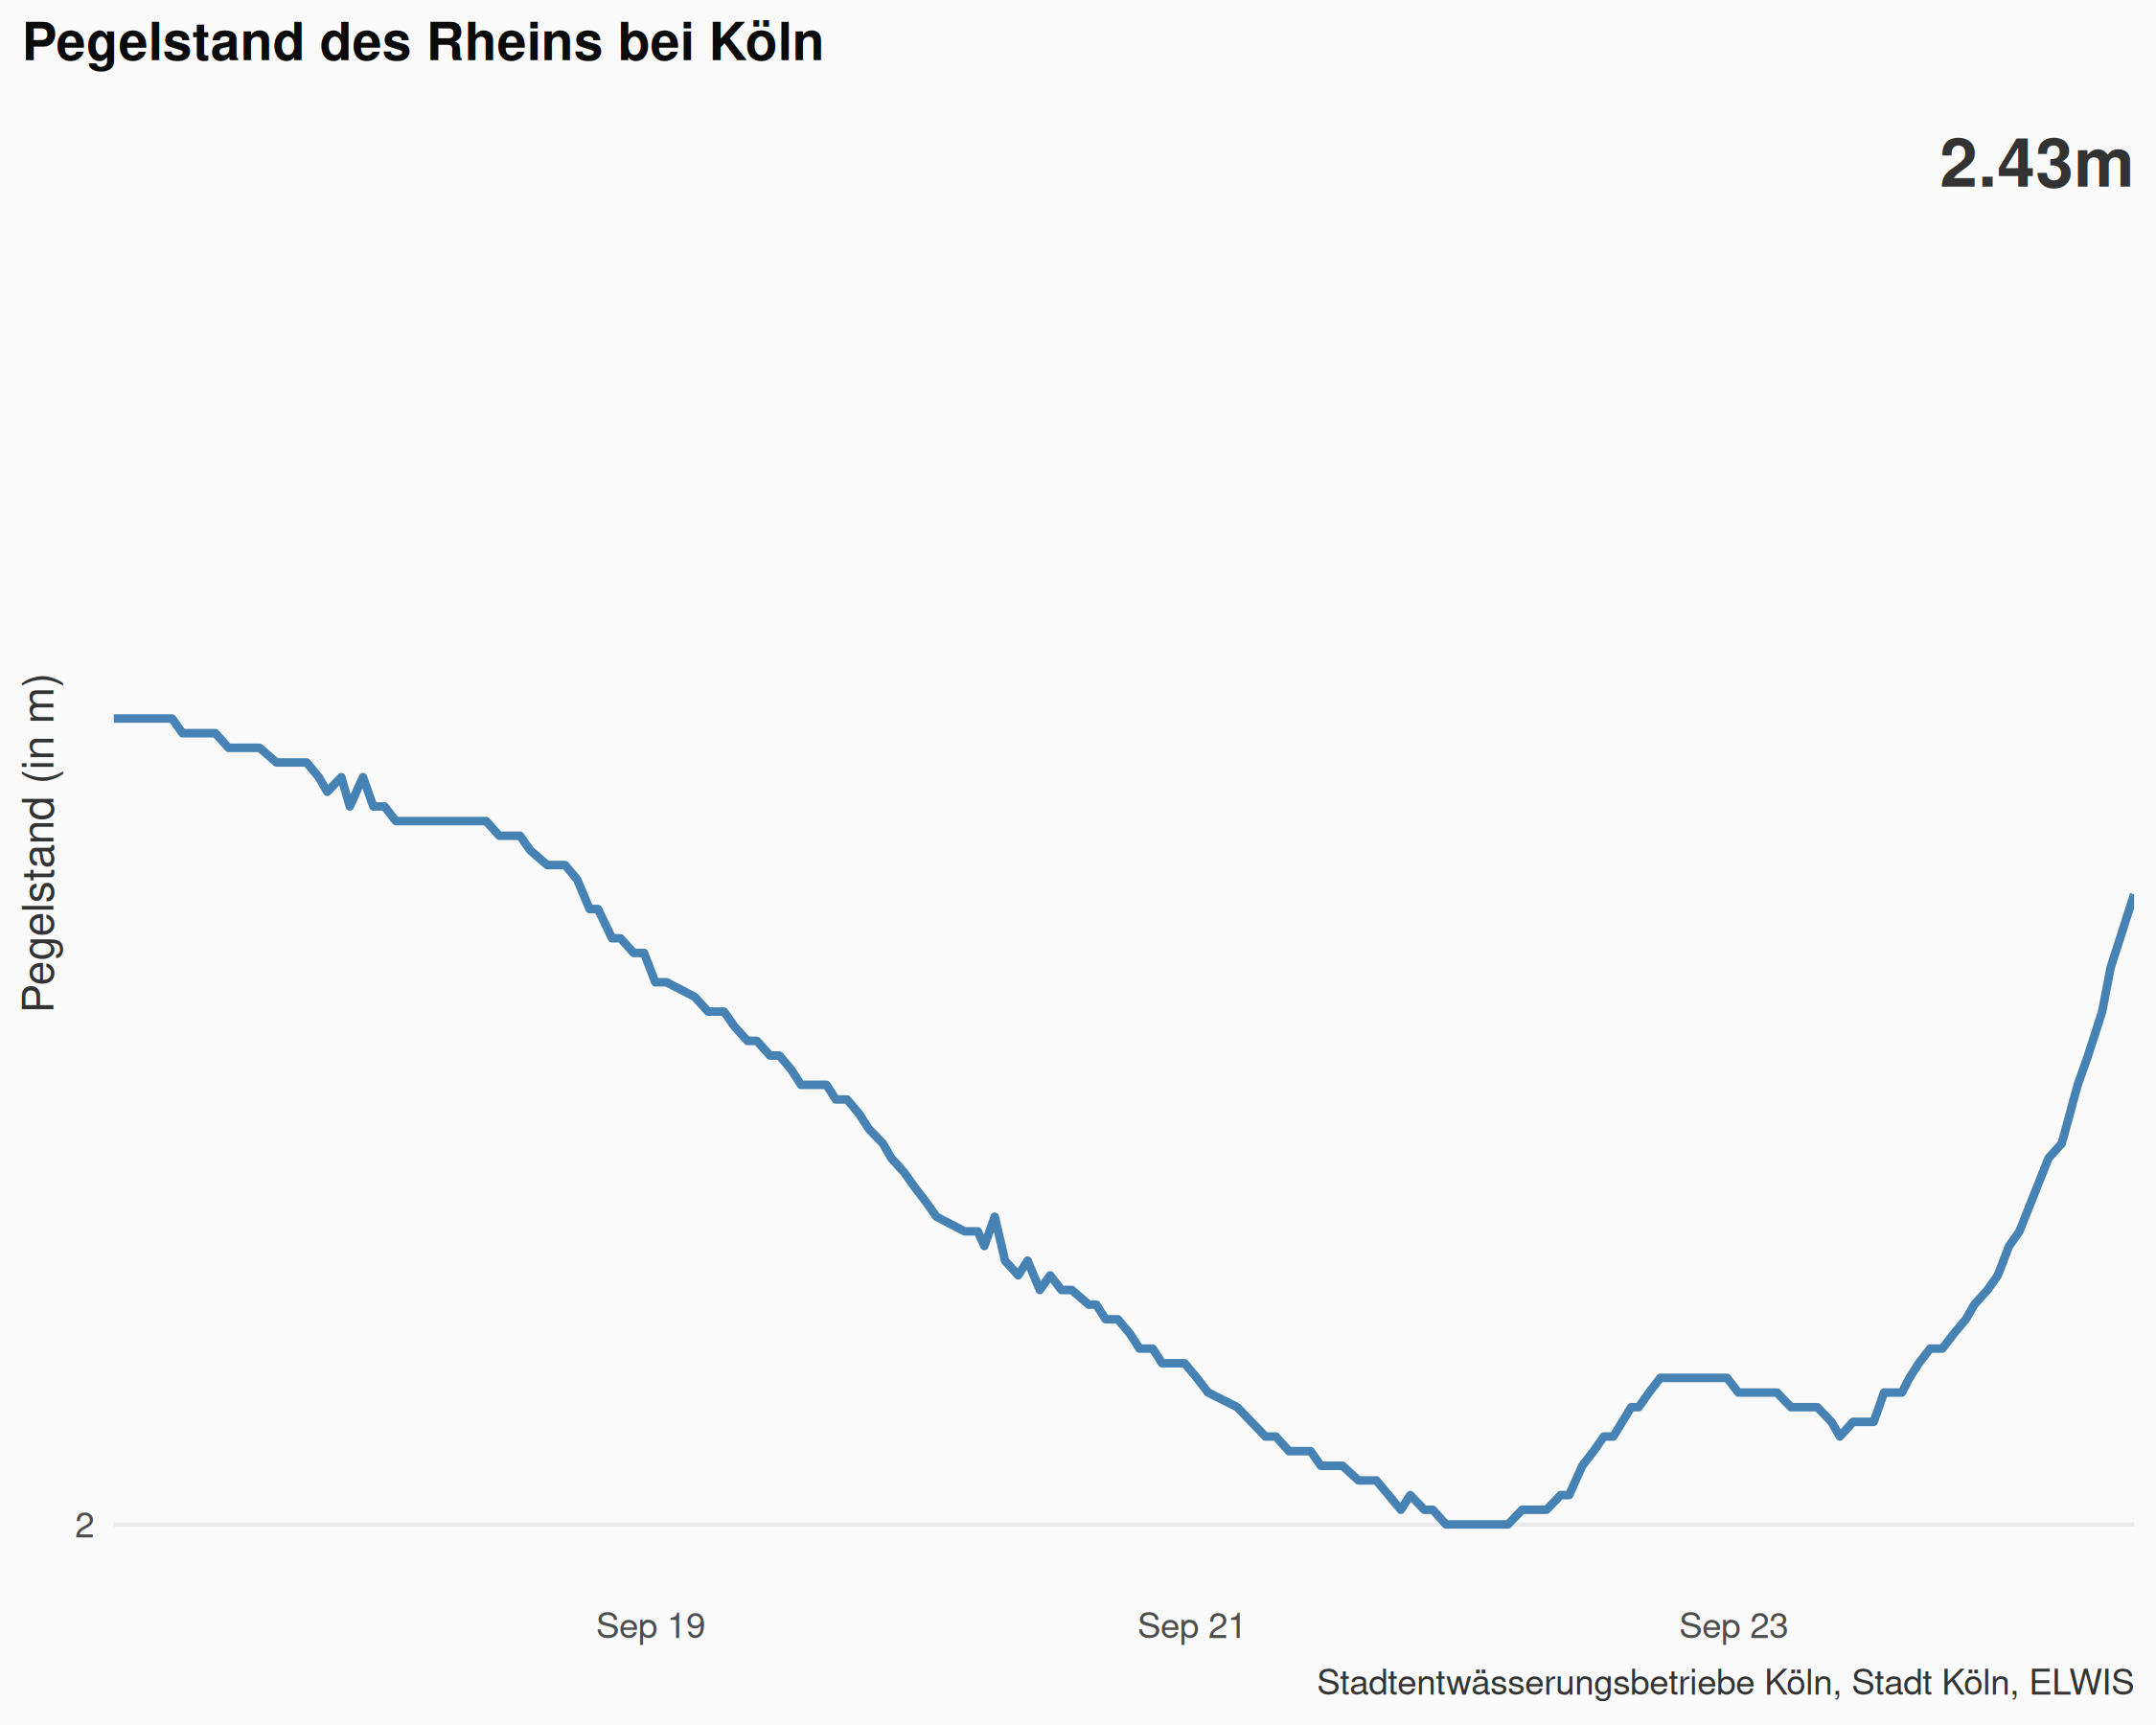 Pegelstand des Rheins bei Köln
2.43m
Pegelstand (in m)
2
Sep 19
Sep 21
Sep 23
Stadtentwässerungsbetriebe Köln, Stadt Köln, ELWIS